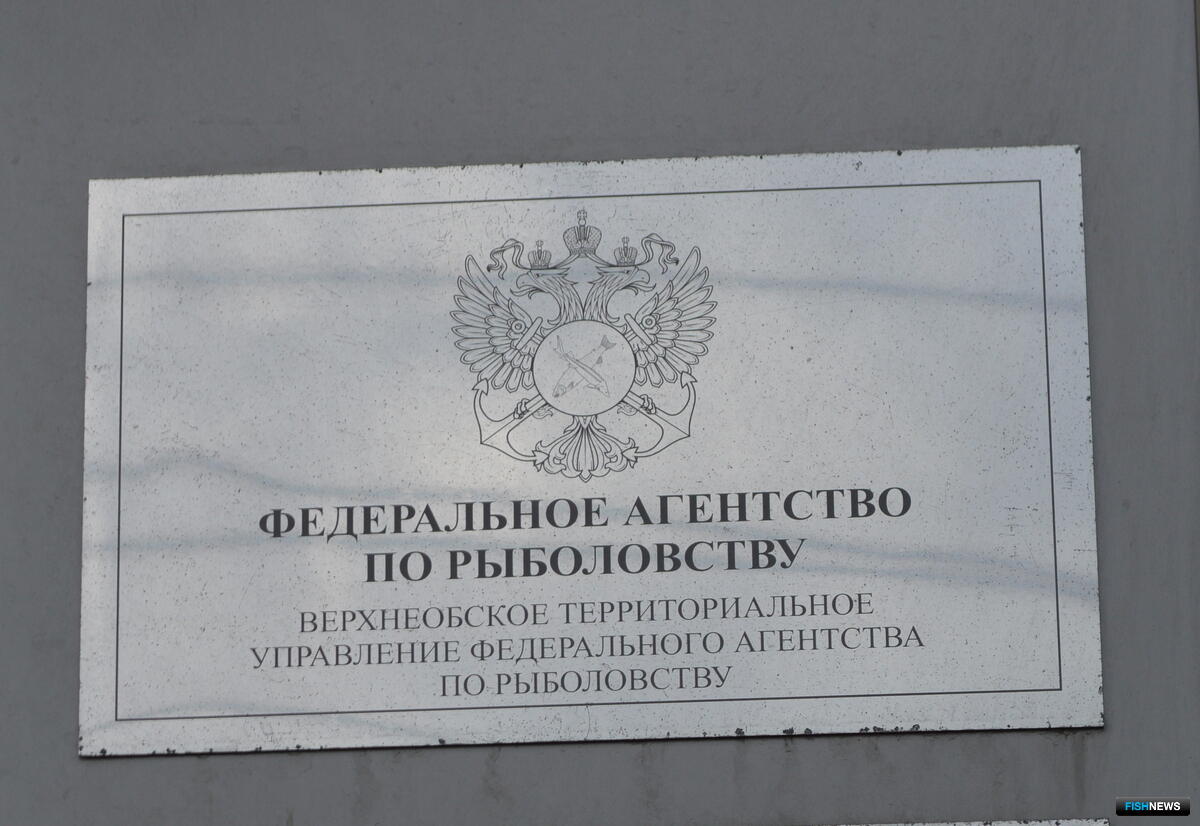 ФЕДЕРАЛЬНОЕ АГЕНТСТВО
ПО РЫБОЛОВСТВУ
ВЕРХНЕОБСКОЕ ТЕРРИТОРИАЛЬНОЕ
УПРАВЛЕНИЕ ФЕДЕРАЛЬНОГО АГЕНТСТВА
ПО РЫБОЛОВСТВУ
FISHNEWS